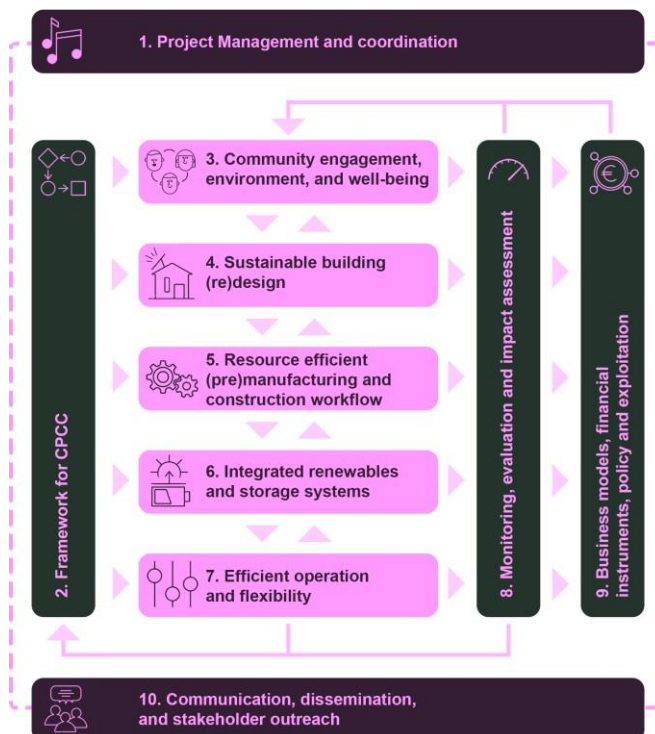 1. Project Management and coordination
2. Framework for CPCC
3. Community engagement,
environment, and well-being
4. Sustainable building
(re)design
5. Resource efficient
(pre)manufacturing and
construction workflow
6. Integrated renewables
and storage systems
7. Efficient operation
and flexibility
8. Monitoring, evaluation and impact assessment
9. Business models, financial
instruments, policy and exploitation
10. Communication, dissemination,
and stakeholder outreach